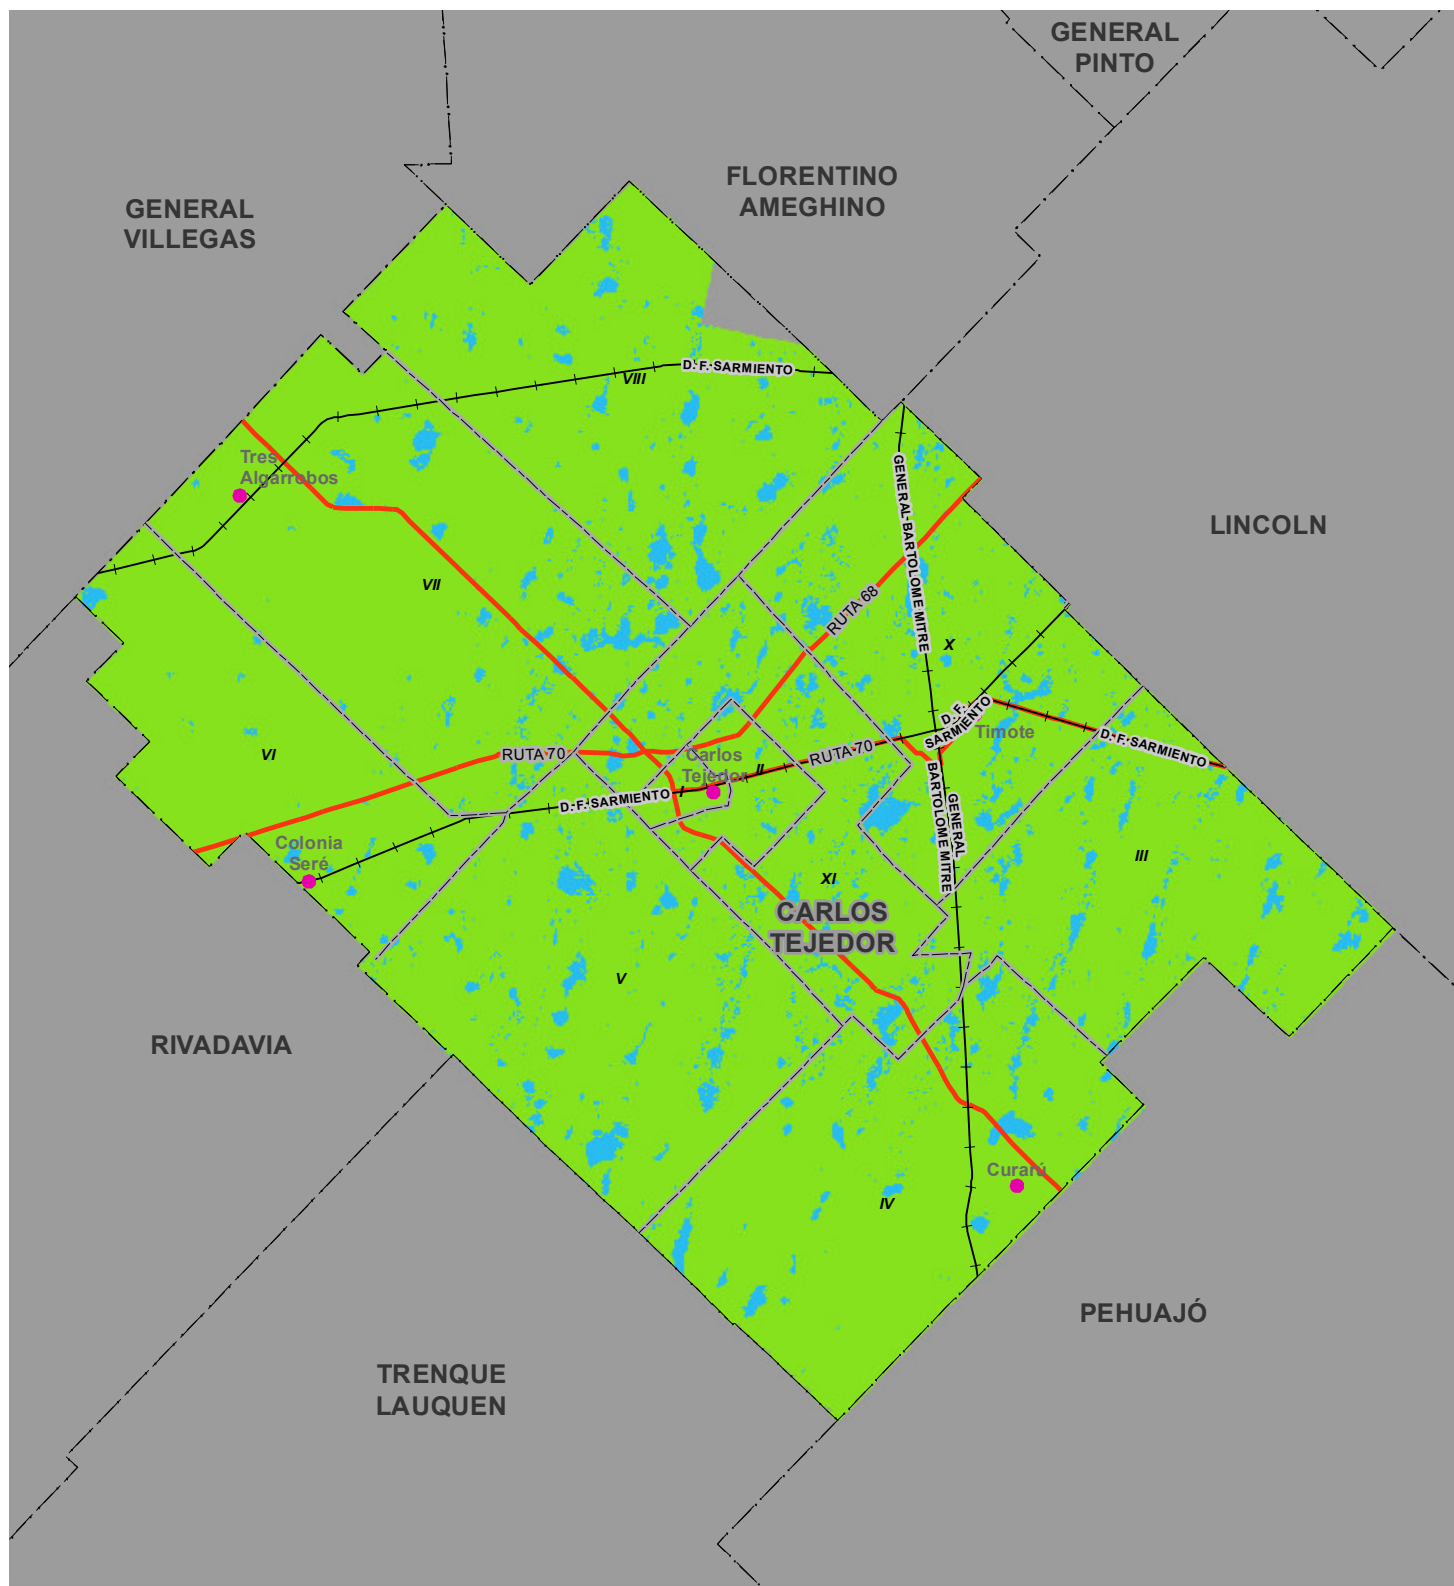 GENERAL
PINTO
FLORENTINO
AMEGHINO
GENERAL
VILLEGAS
D. F. SARMIENTO
VIII
Tres
Algarrobos
GENERAL BARTOLOME MITRE
LINCOLN
VII
RUTA 68
X
D. F.
SARMIENTO
Timote
D. F. SARMIENTO
VI
RUTA 70
Carlos
Tejedor
II
RUTA 70
I
D. F. SARMIENTO
GENERAL
BARTOLOME MITRE
Colonia
Seré
III
XI
CARLOS
TEJEDOR
V
RIVADAVIA
Curarú
IV
PEHUAJÓ
TRENQUE
LAUQUEN